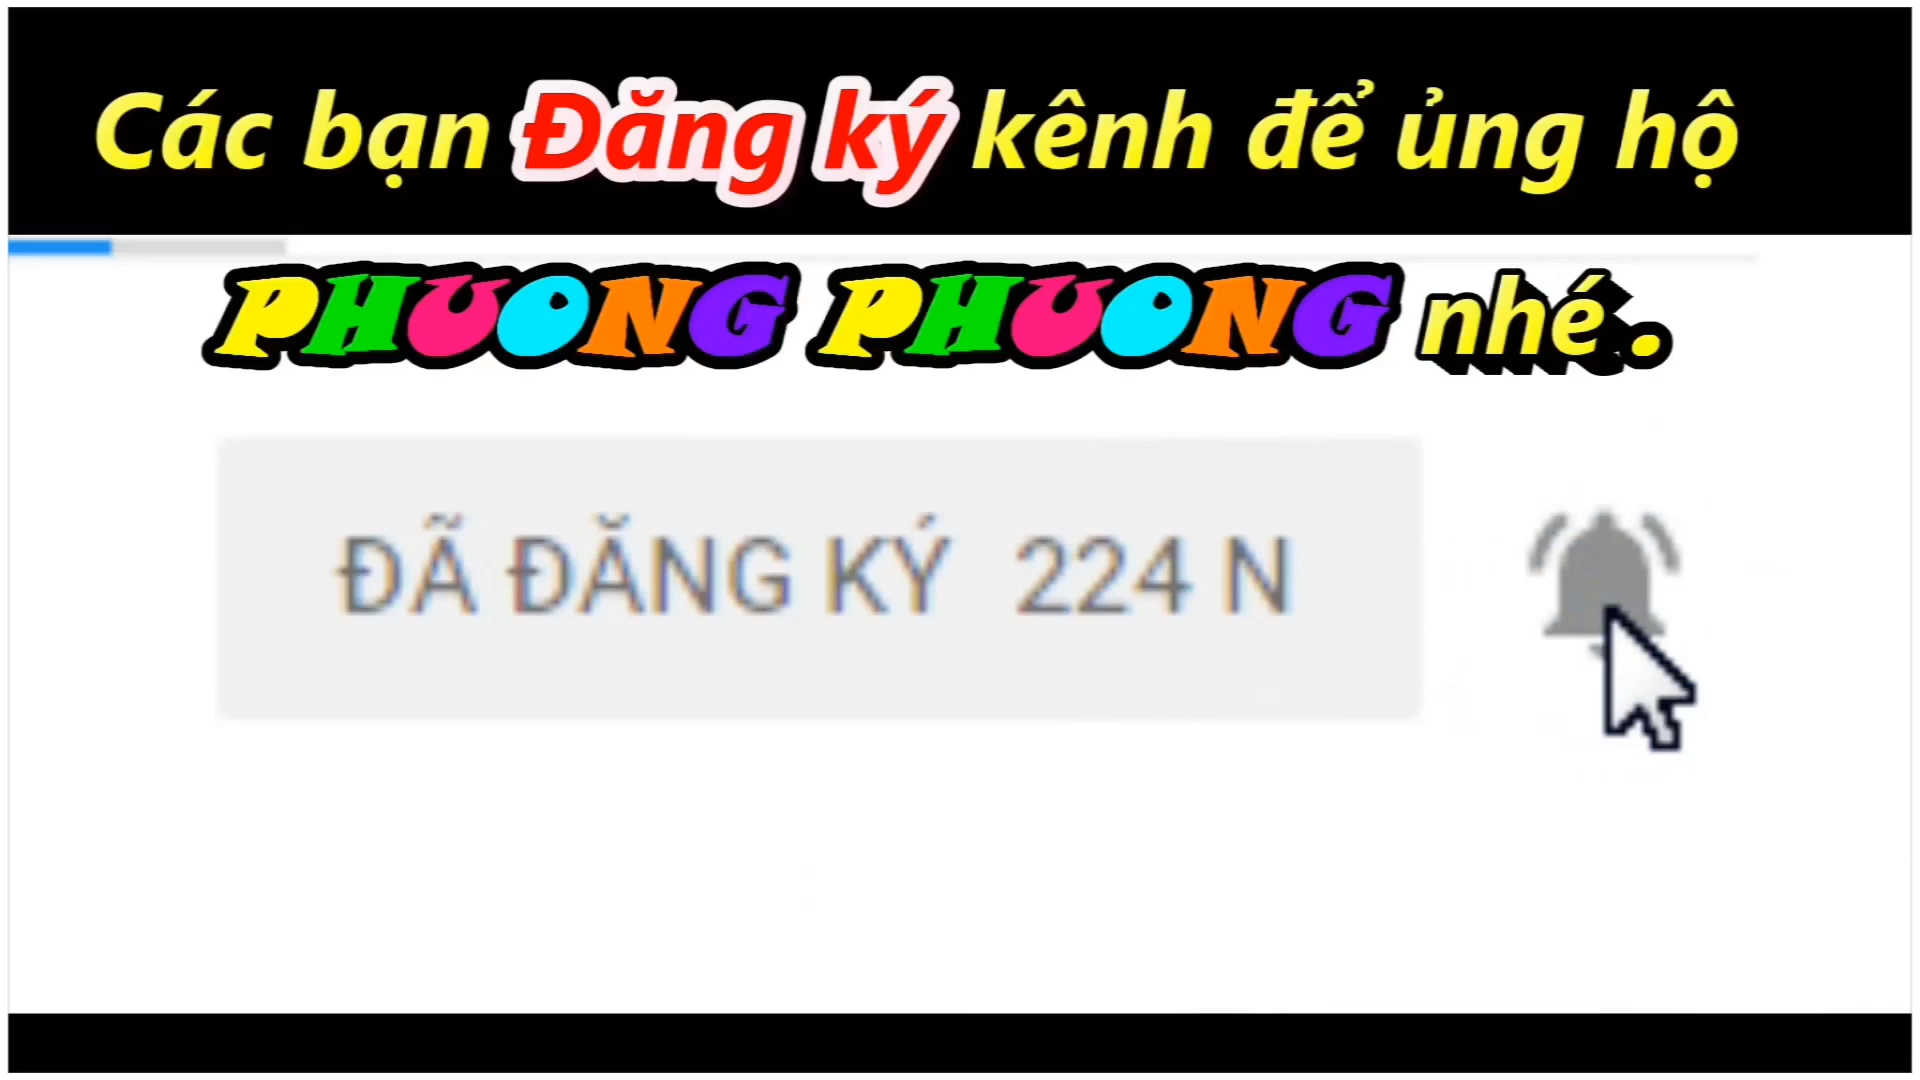 Các bạn Đăng ký kênh để ủng hộ
PHUONG PHUONG nhé.
ĐÃ ĐĂNG KÝ 224 N